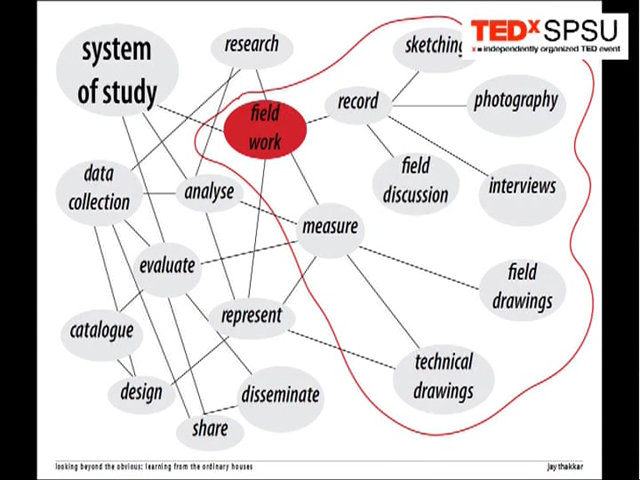 TEDxSPSU
x = independently organized TED event
system
of study
research
sketching
field
work
record
photography
data
collection
analyse
field
discussion
interviews
measure
evaluate
field
drawings
represent
catalogue
technical
drawings
design
disseminate
share
looking beyond the obvious: learning from the ordinary houses
jay thakkar